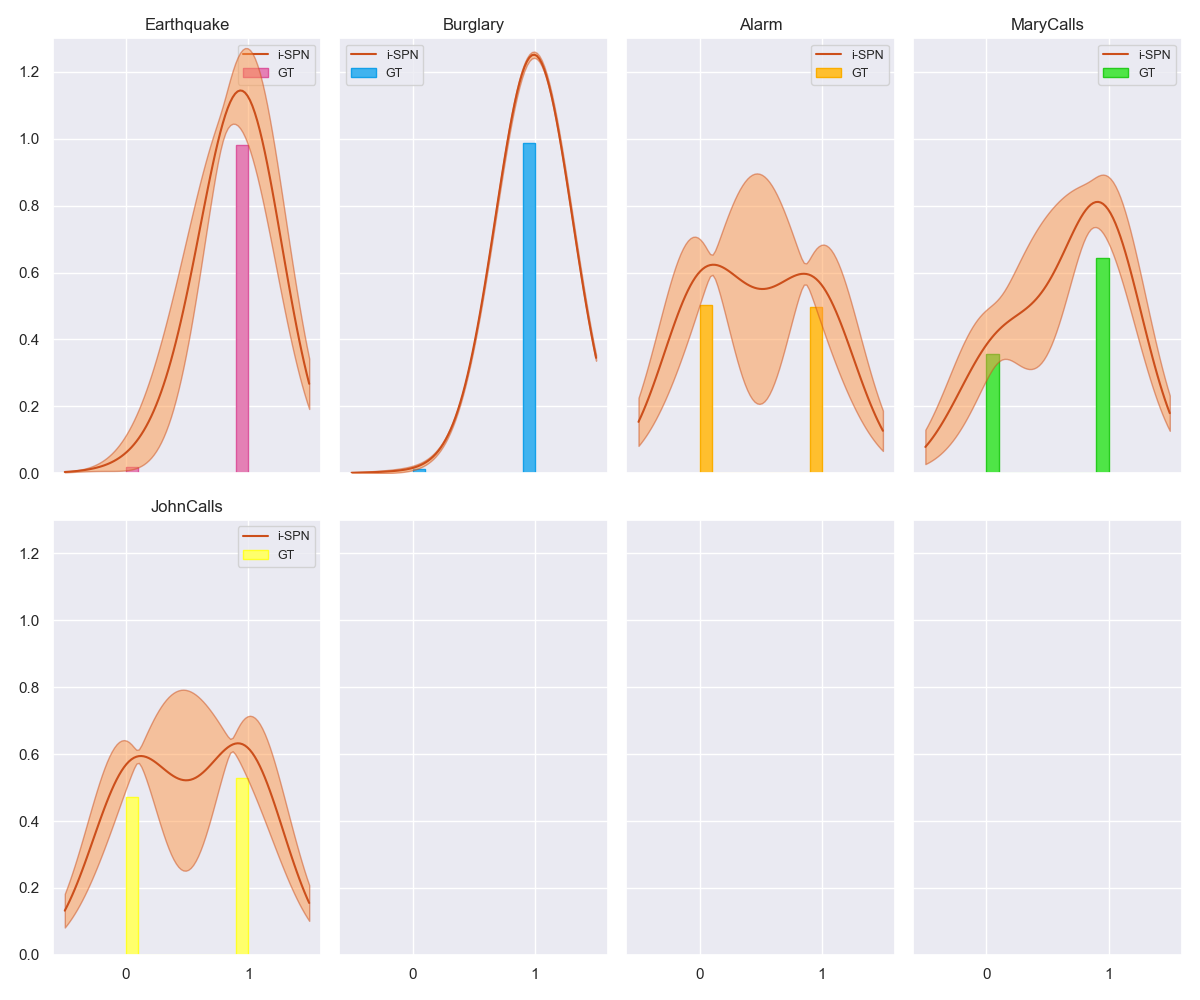 Earthquake Burglary Alarm MaryCalls
i-SPN i-SPN i-SPN i-SPN
GT GT GT GT
1.2
1.0
0.8
0.6
0.4
0.2
0.0
JohnCalls
i-SPN
GT
1.2
1.0
0.8
0.6
0.4
0.2
0.0
0 1 0 1 0 1 0 1